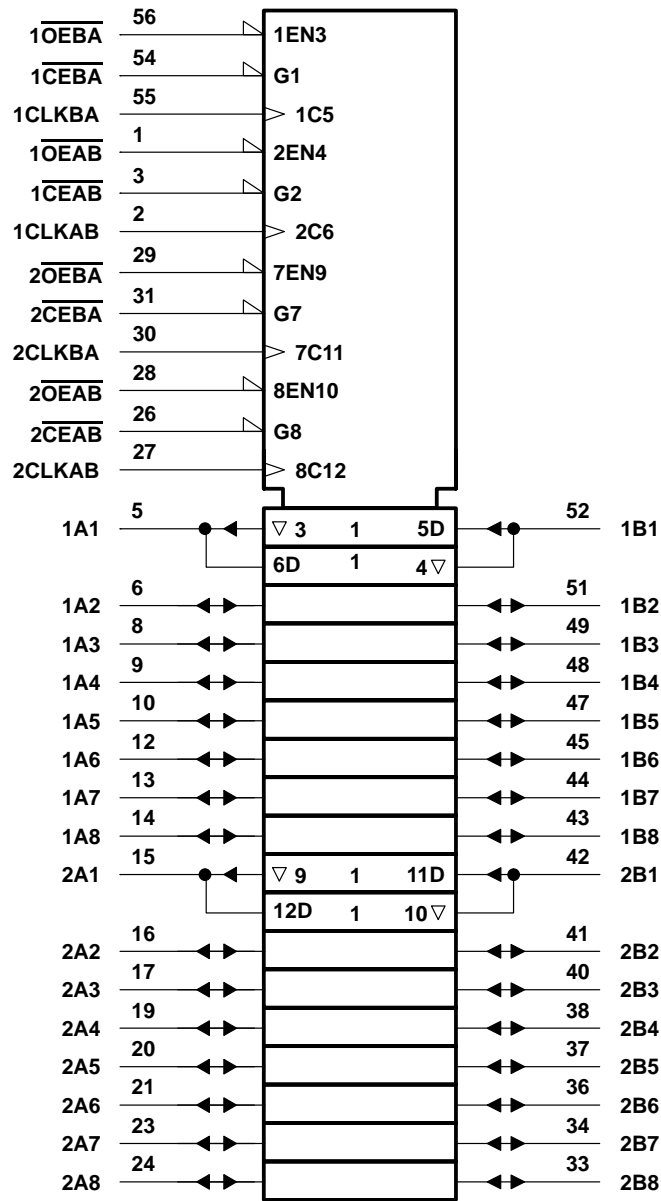 56
1OEBA 1EN3
54
1CEBA G1
55
1CLKBA 1C5
1
1OEAB 2EN4
3
1CEAB G2
2
1CLKAB 2C6
29
2OEBA 7EN9
31
2CEBA G7
30
2CLKBA 7C11
28
2OEAB 8EN10
26
2CEAB G8
27
2CLKAB 8C12
5 52
1A1 ▽ 3 1 5D 1B1
6D 1 4 ▽
6 51
1A2 1B2
8 49
1A3 1B3
9 48
1A4 1B4
10 47
1A5 1B5
12 45
1A6 1B6
13 44
1A7 1B7
14 43
1A8 1B8
15 42
2A1 ▽ 9 1 11D 2B1
12D 1 10 ▽
16 41
2A2 2B2
17 40
2A3 2B3
19 38
2A4 2B4
20 37
2A5 2B5
21 36
2A6 2B6
23 34
2A7 2B7
24 33
2A8 2B8